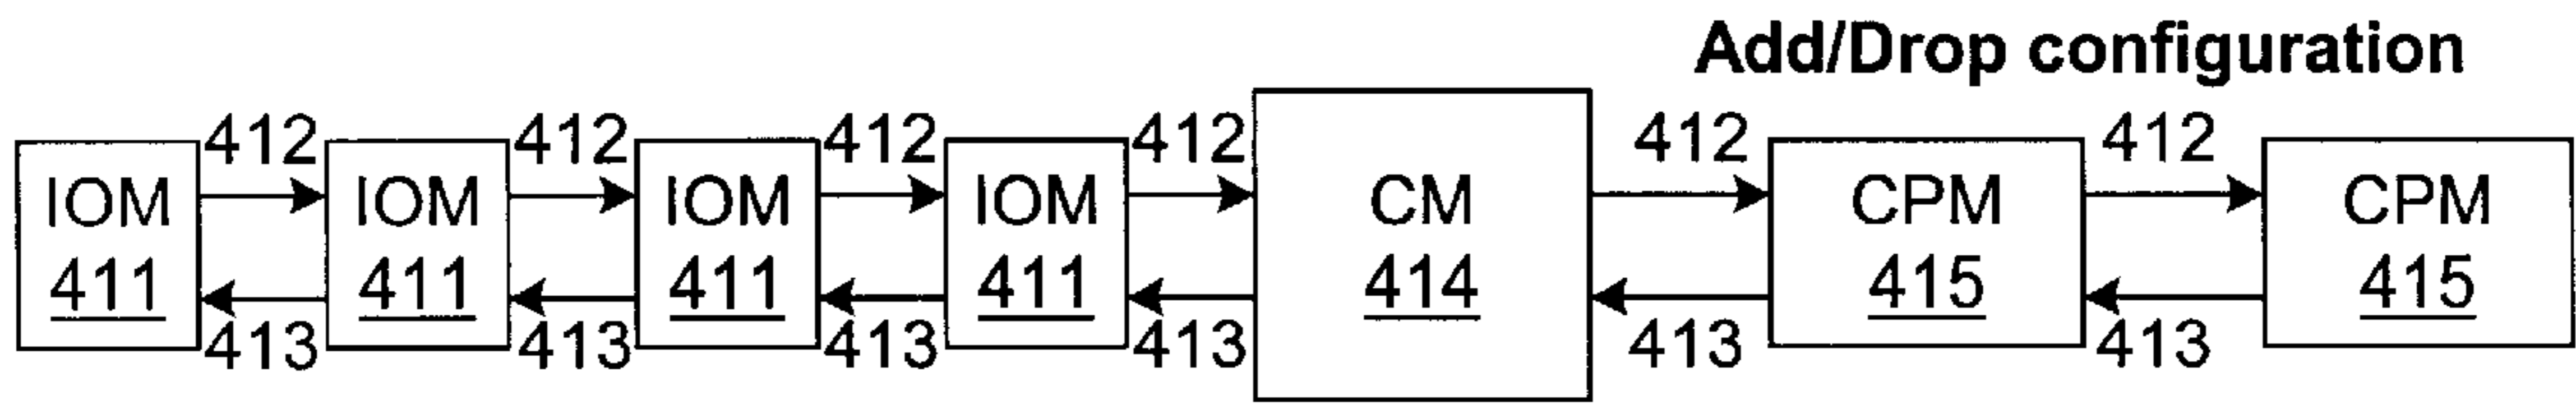 Add/Drop configuration
412 412 412 412 412 412
IOM IOM IOM IOM CM CPM CPM
411 411 411 411 414 415 415
413 413 413 413 413 413